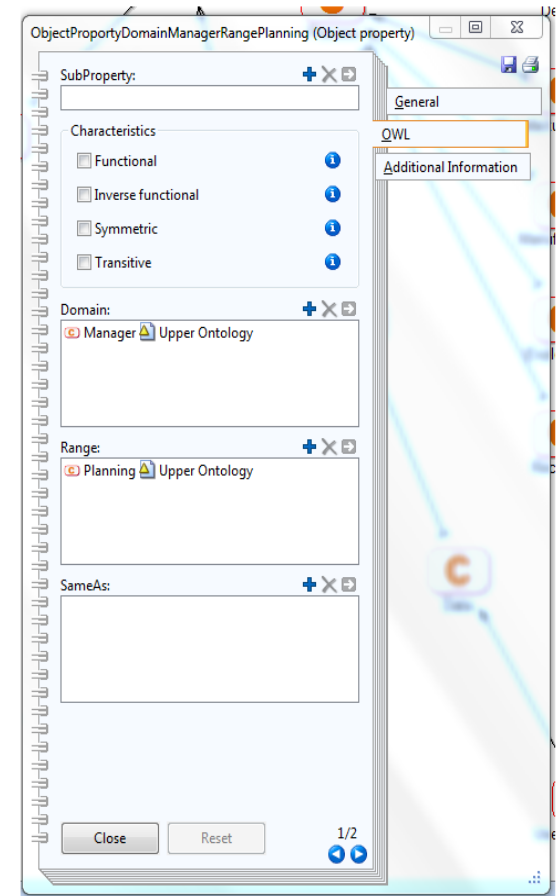 ObjectProportyDomainManagerRangePlanning (Object property)
SubProperty:
General
Characteristics
OWL
Functional
Additional Information
Inverse functional
Symmetric
Transitive
Domain:
C Manager Upper Ontology
Range:
C Planning Upper Ontology
C
SameAs:
Close
Reset
1/2